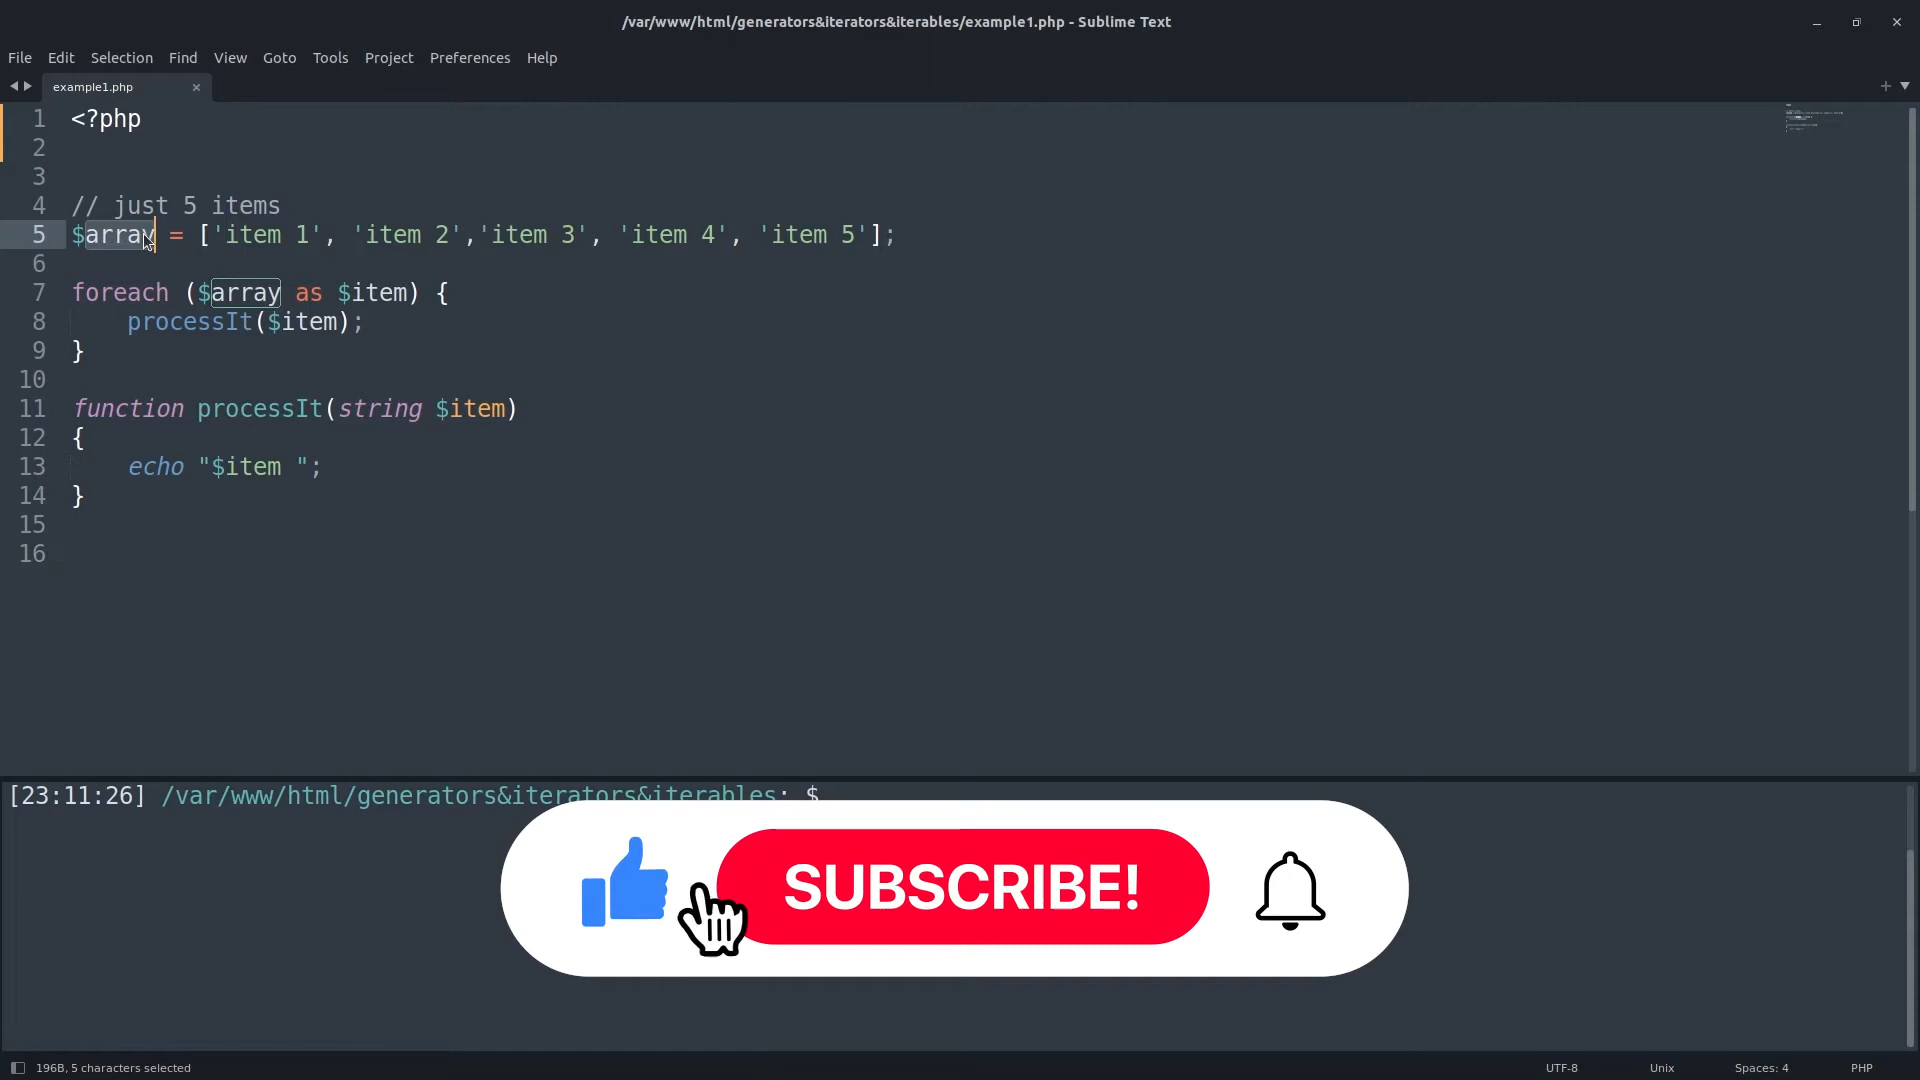 /var/www/html/generators&iterators&iterables/example1.php - Sublime Text
File Edit Selection Find View Goto Tools Project Preferences Help
example1.php
1 <?php
2
3
4 // just 5 items
5 $array = ['item 1', 'item 2','item 3', 'item 4', 'item 5'];
6
7 foreach ($array as $item) {
8     processIt($item);
9 }
10
11 function processIt(string $item)
12 {
13     echo "$item ";
14 }
15
16
[23:11:26] /var/www/html/generators&iterators&iterables: $
SUBSCRIBE!
196B, 5 characters selected UTF-8 Unix Spaces: 4 PHP